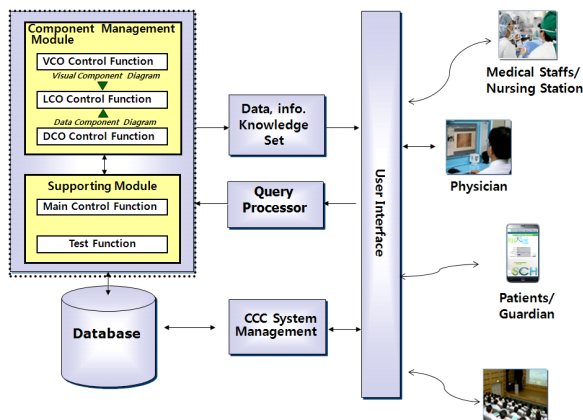 Component Management
Module
VCO Control Function
Visual Component Diagram
LCO Control Function
Data Component Diagram
DCO Control Function
Supporting Module
Main Control Function
Test Function
Database
Data, info.
Knowledge
Set
Query
Processor
CCC System
Management
User Interface
Medical Staffs/
Nursing Station
Physician
SCH
Patients/
Guardian